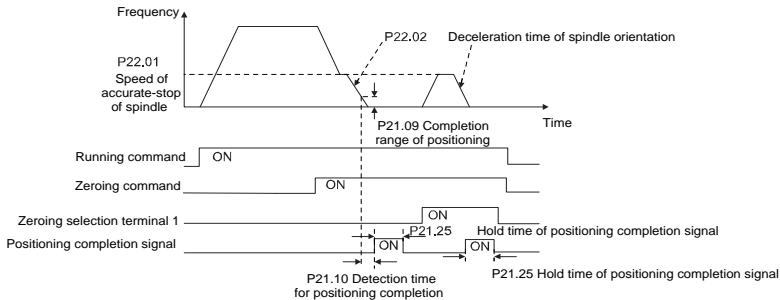 Frequency
P22.02
Deceleration time of spindle orientation
P22.01
Speed of
accurate-stop
of spindle
Time
P21.09 Completion
range of positioning
Running command
ON
Zeroing command
ON
Zeroing selection terminal 1
ON
P21.25
Hold time of positioning completion signal
Positioning completion signal
ON
ON
P21.10 Detection time
for positioning completion
P21.25 Hold time of positioning completion signal